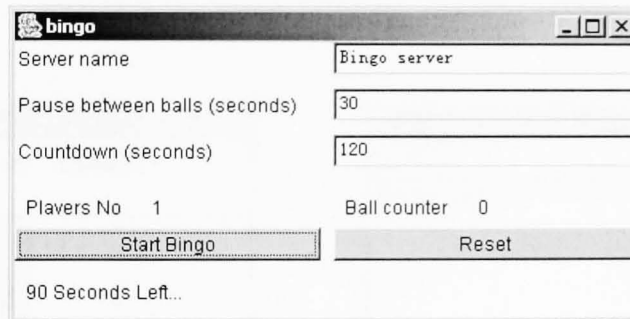 bingo
Server name Bingo server
Pause between balls (seconds) 30
Countdown (seconds) 120
Players No 1 Ball counter 0
Start Bingo Reset
90 Seconds Left...